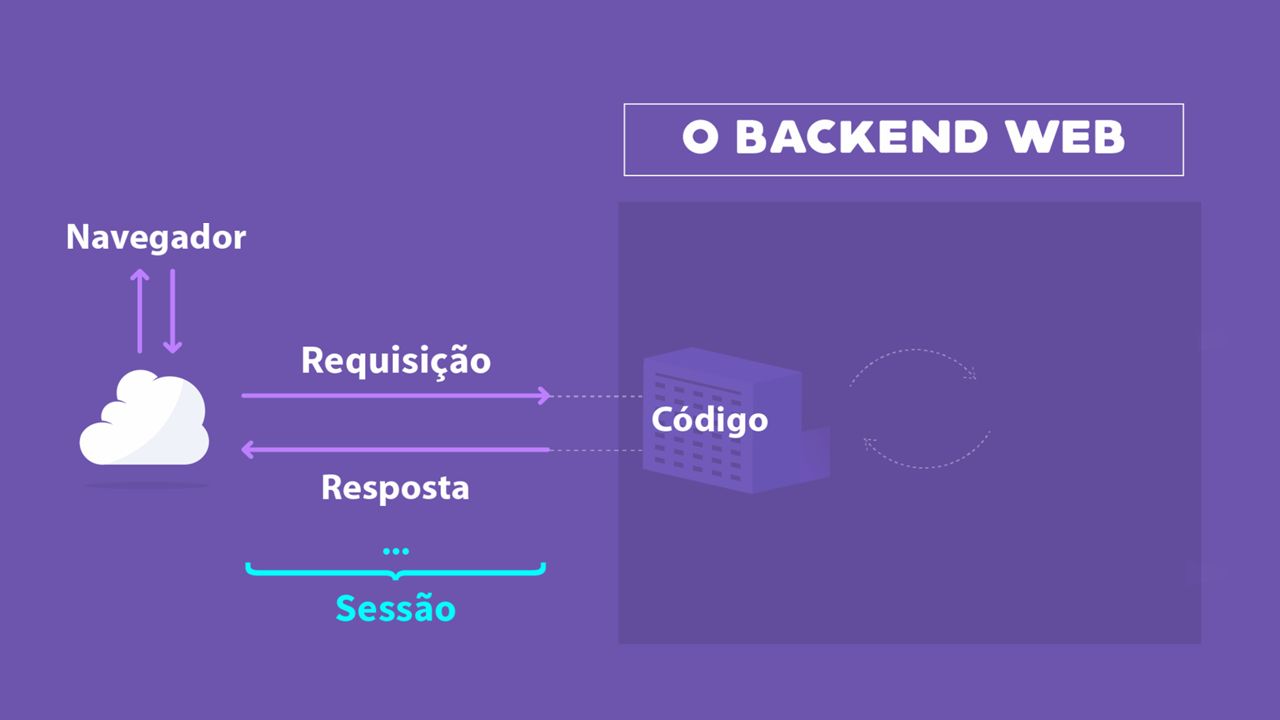 O BACKEND WEB
Navegador
Requisição
Código
Resposta
...
Sessão